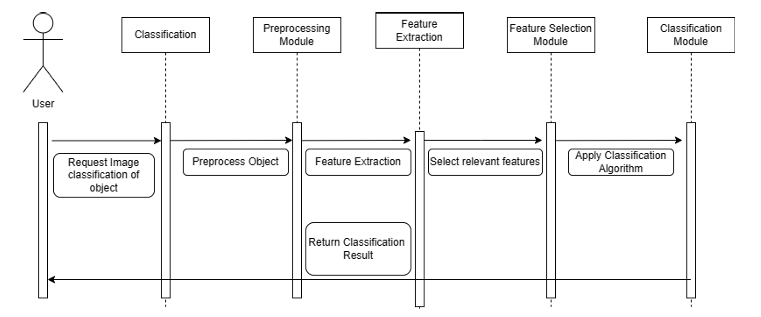 Classification
Preprocessing
Module
Feature
Extraction
Feature Selection
Module
Classification
Module
User
Request Image
classification of
object
Preprocess Object
Feature Extraction
Select relevant features
Apply Classification
Algorithm
Return Classification
Result